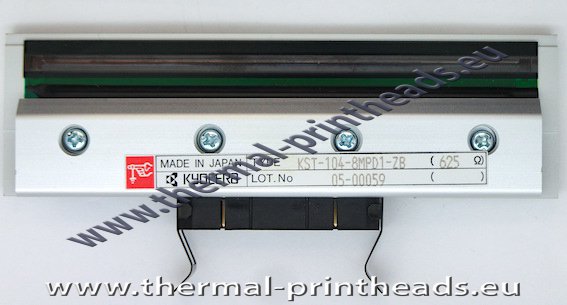 www.thermal-printheads.eu
MADE IN JAPAN TYPE KST-104-8MPD1-ZB ( 625 Ω)
KYOCERA LOT.No 05-00059 ( )
www.thermal-printheads.eu